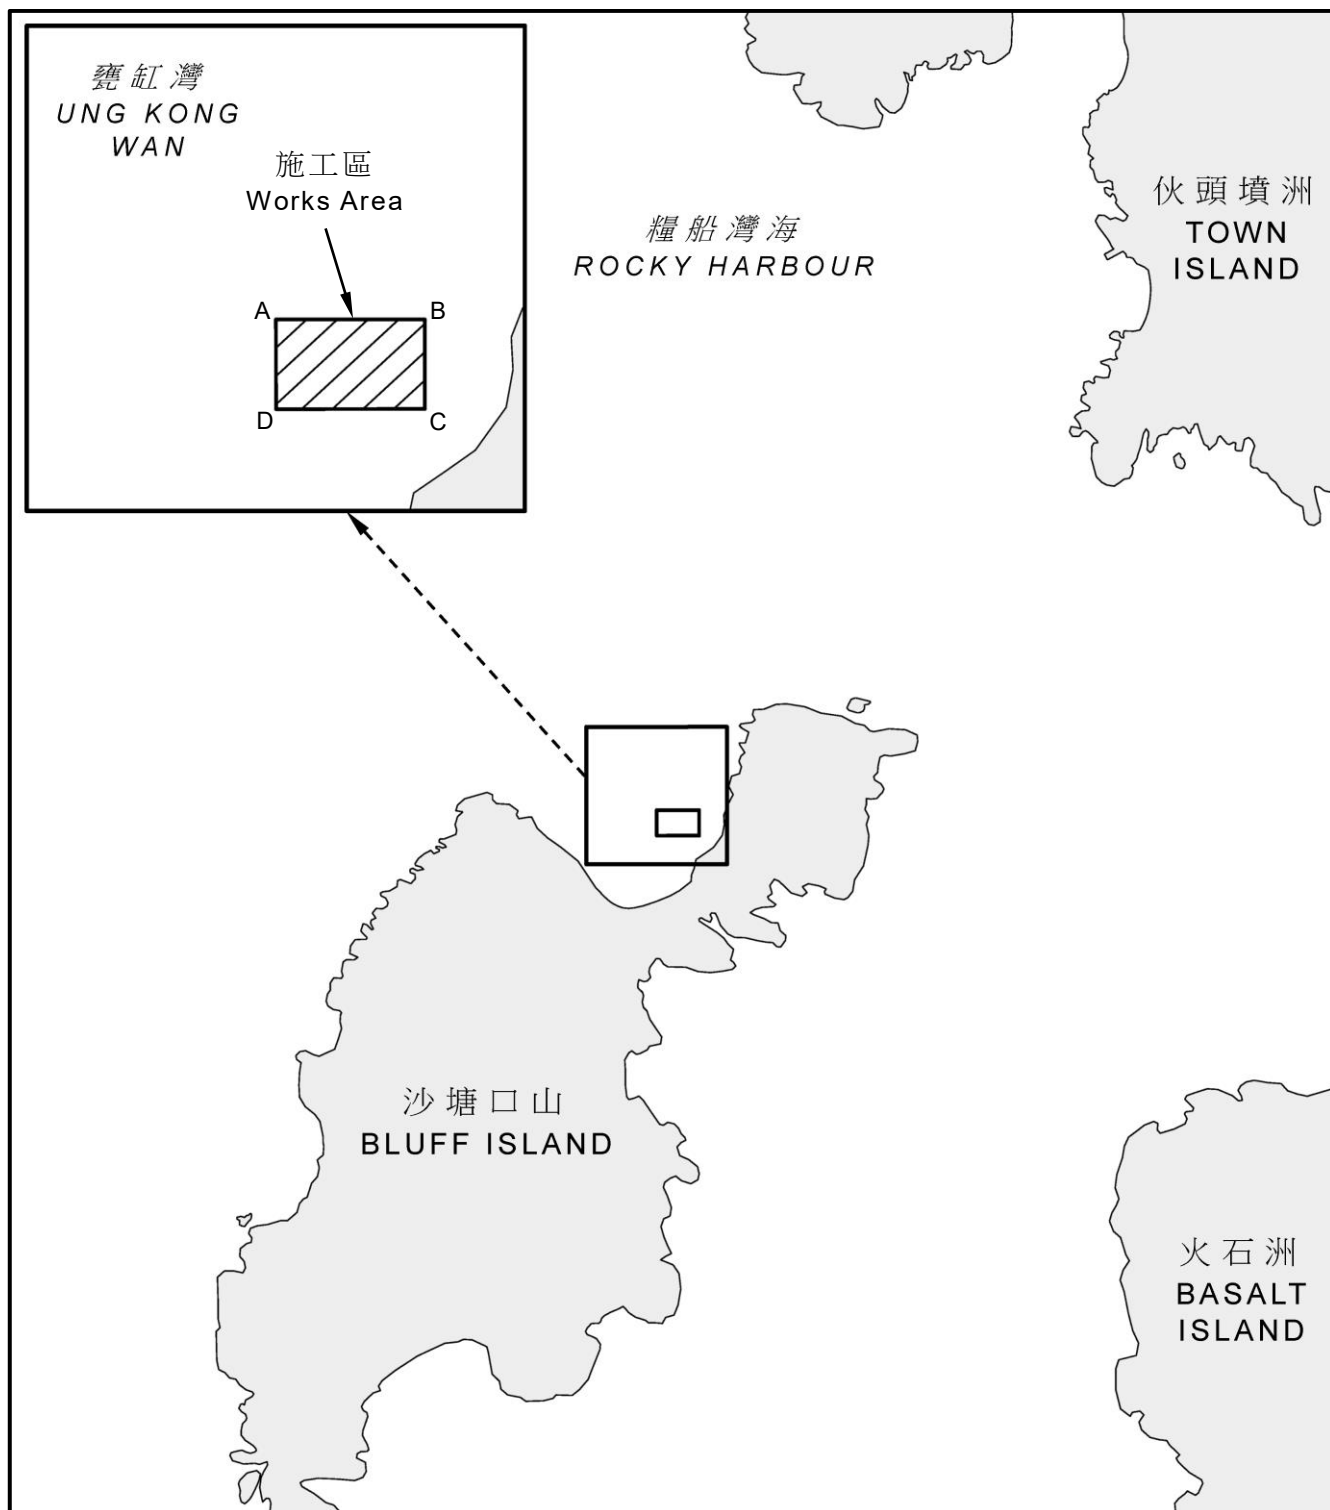 甕缸灣
UNG KONG
WAN
施工區
Works Area
A
B
D
C
糧船灣海
ROCKY HARBOUR
伙頭墳洲
TOWN
ISLAND
沙塘口山
BLUFF ISLAND
火石洲
BASALT
ISLAND